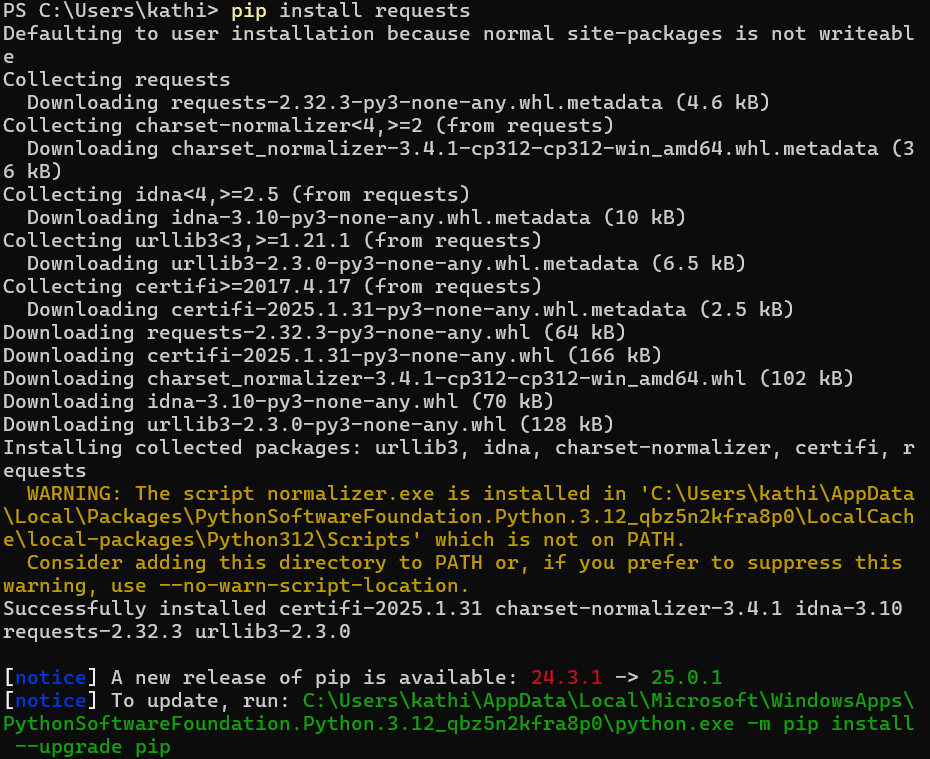 PS C:\Users\kathi> pip install requests
Defaulting to user installation because normal site-packages is not writeabl
e
Collecting requests
  Downloading requests-2.32.3-py3-none-any.whl.metadata (4.6 kB)
Collecting charset-normalizer<4,>=2 (from requests)
  Downloading charset_normalizer-3.4.1-cp312-cp312-win_amd64.whl.metadata (3
6 kB)
Collecting idna<4,>=2.5 (from requests)
  Downloading idna-3.10-py3-none-any.whl.metadata (10 kB)
Collecting urllib3<3,>=1.21.1 (from requests)
  Downloading urllib3-2.3.0-py3-none-any.whl.metadata (6.5 kB)
Collecting certifi>=2017.4.17 (from requests)
  Downloading certifi-2025.1.31-py3-none-any.whl.metadata (2.5 kB)
Downloading requests-2.32.3-py3-none-any.whl (64 kB)
Downloading certifi-2025.1.31-py3-none-any.whl (166 kB)
Downloading charset_normalizer-3.4.1-cp312-cp312-win_amd64.whl (102 kB)
Downloading idna-3.10-py3-none-any.whl (70 kB)
Downloading urllib3-2.3.0-py3-none-any.whl (128 kB)
Installing collected packages: urllib3, idna, charset-normalizer, certifi, r
equests
  WARNING: The script normalizer.exe is installed in 'C:\Users\kathi\AppData
\Local\Packages\PythonSoftwareFoundation.Python.3.12_qbz5n2kfra8p0\LocalCach
e\local-packages\Python312\Scripts' which is not on PATH.
  Consider adding this directory to PATH or, if you prefer to suppress this
warning, use --no-warn-script-location.
Successfully installed certifi-2025.1.31 charset-normalizer-3.4.1 idna-3.10
requests-2.32.3 urllib3-2.3.0
[notice] A new release of pip is available: 24.3.1 -> 25.0.1
[notice] To update, run: C:\Users\kathi\AppData\Local\Microsoft\WindowsApps\
PythonSoftwareFoundation.Python.3.12_qbz5n2kfra8p0\python.exe -m pip install
 --upgrade pip